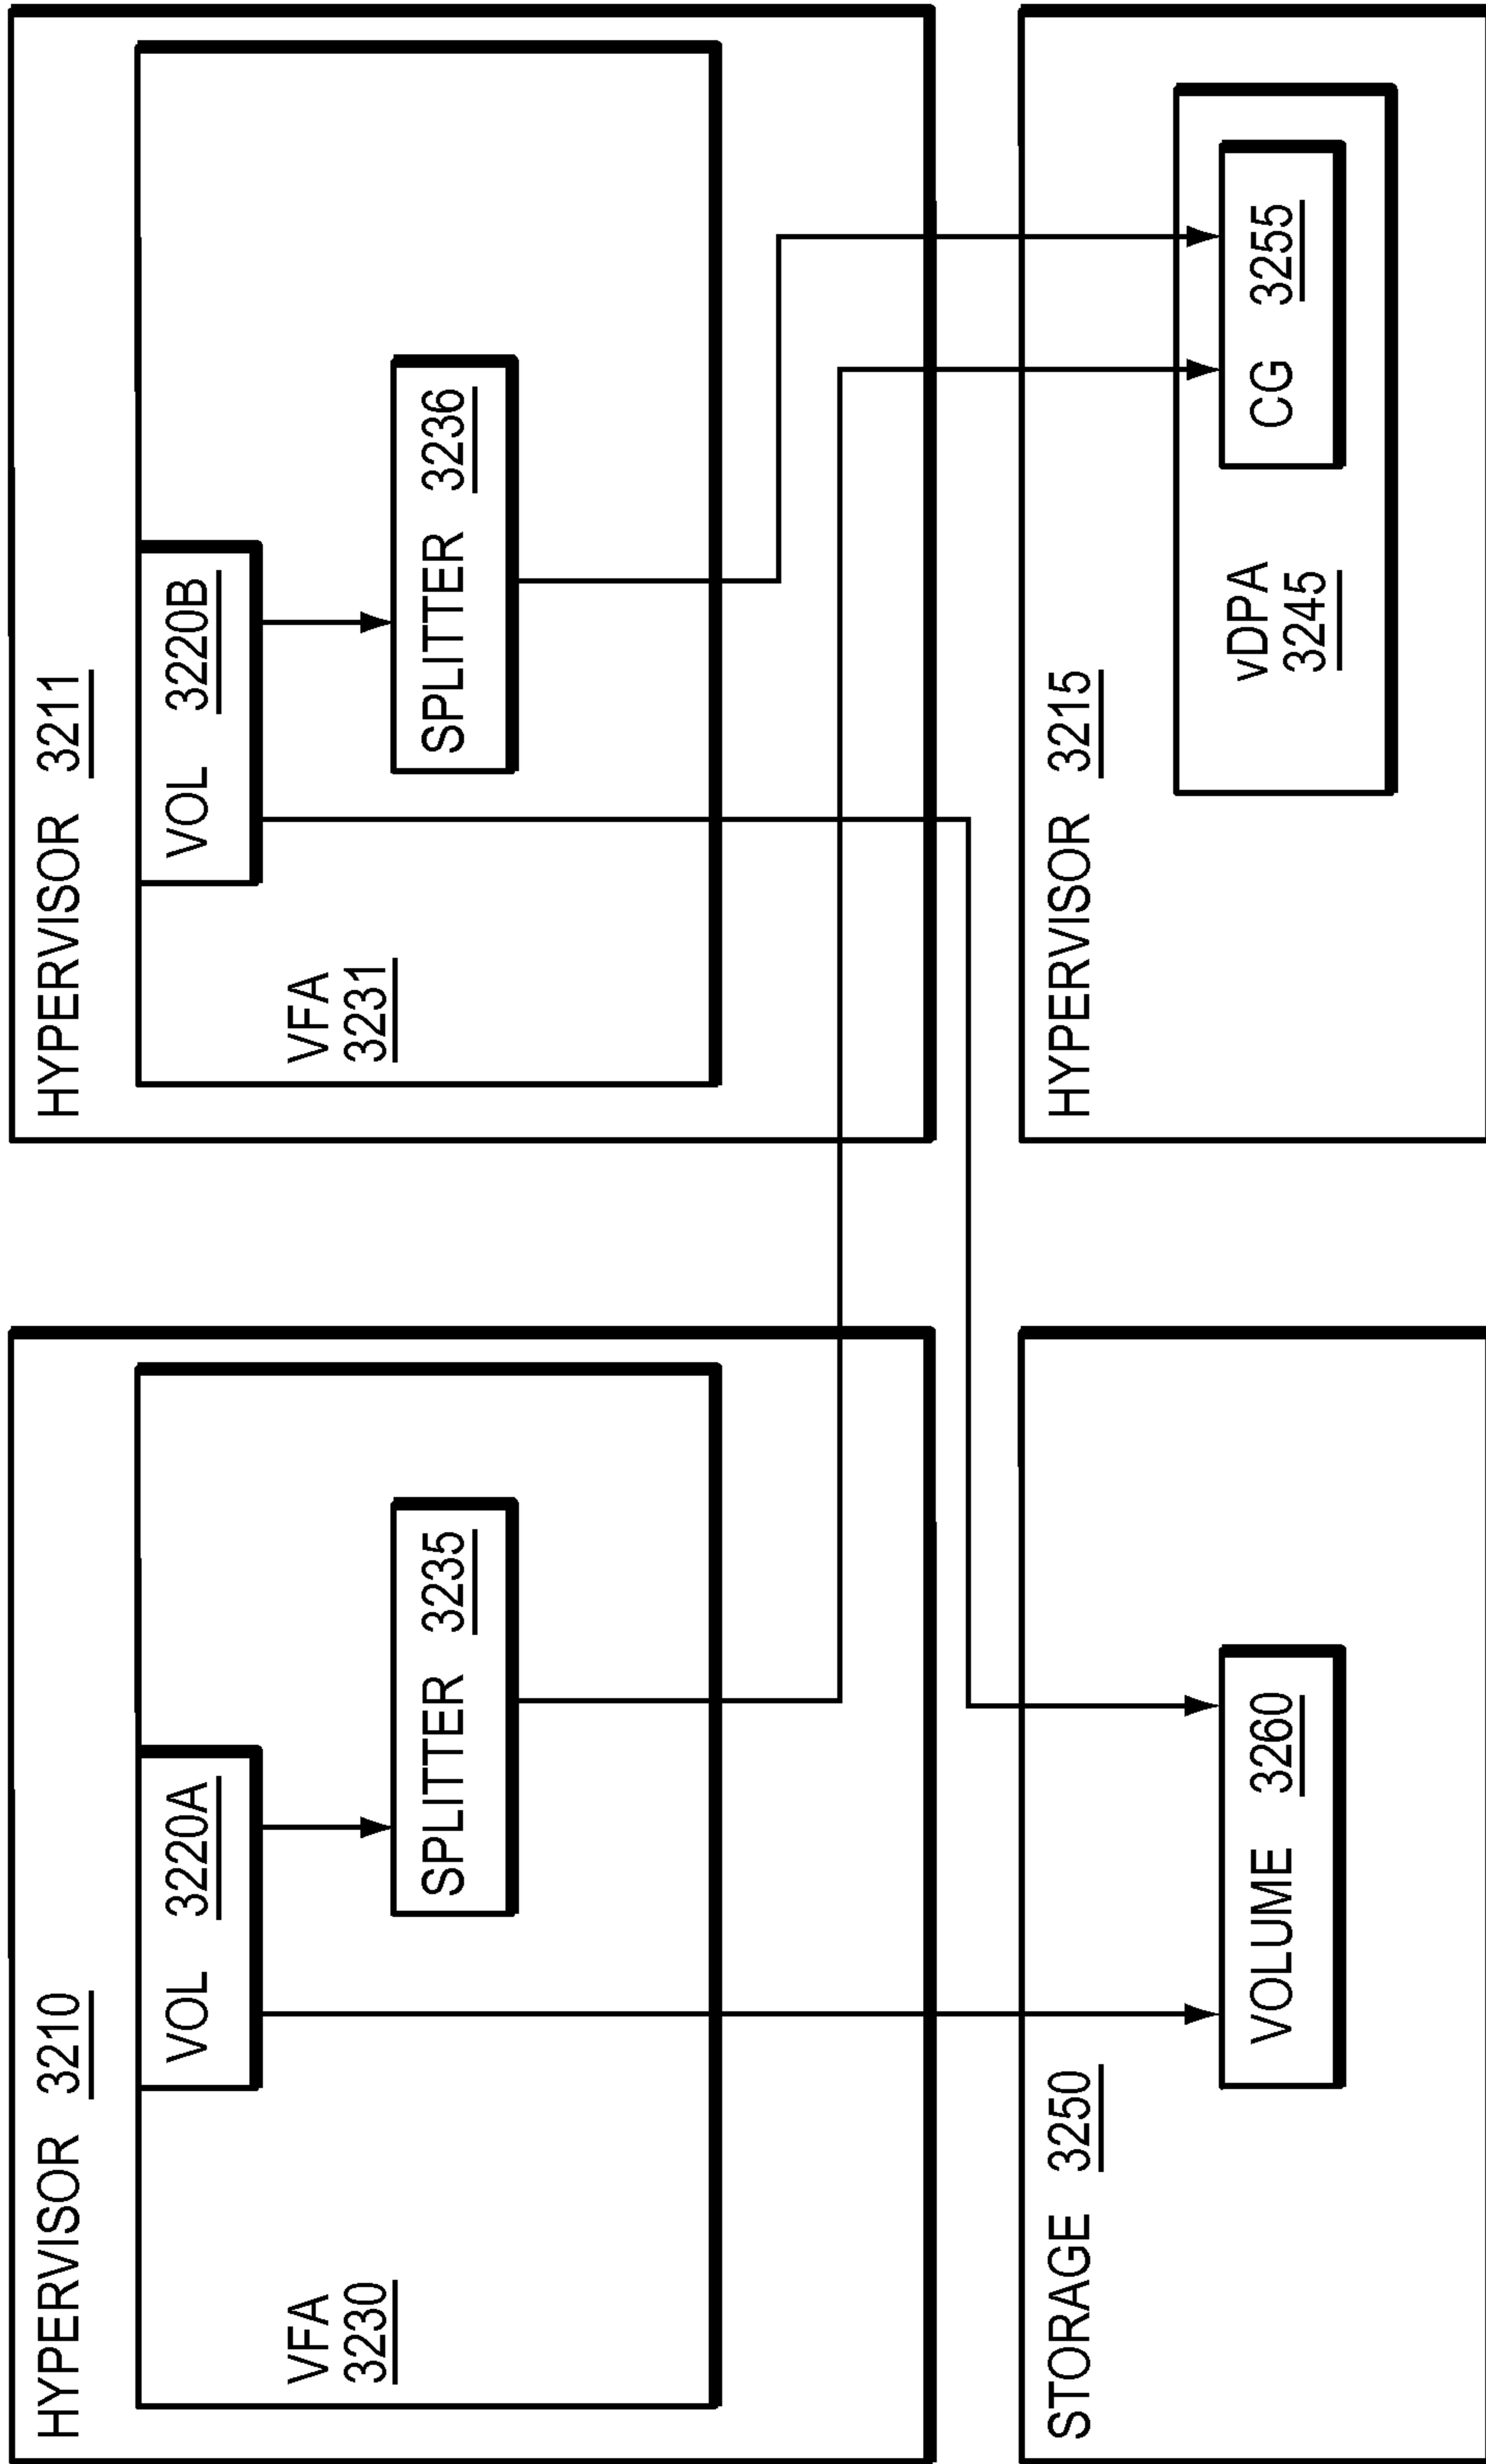 HYPERVISOR 3210
VOL 3220A
VFA
3230
SPLITTER 3235
HYPERVISOR 3211
VOL 3220B
VFA
3231
SPLITTER 3236
STORAGE 3250
VOLUME 3260
HYPERVISOR 3215
vDPA
3245
CG 3255